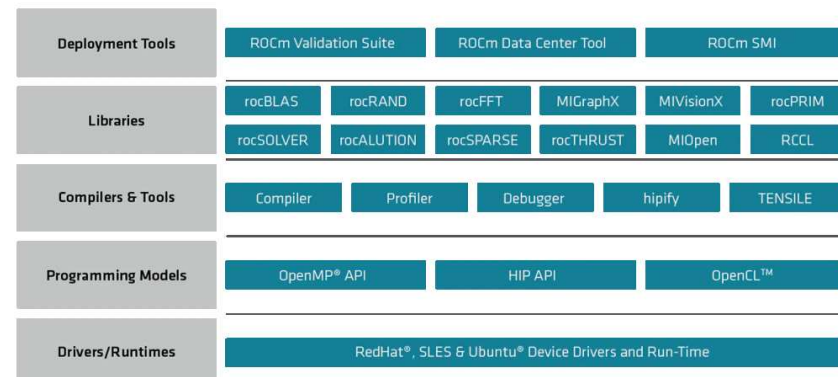 Deployment Tools
ROCm Validation Suite
ROCm Data Center Tool
ROCm SMI
Libraries
rocBLAS
rocRAND
rocFFT
MIGraphX
MIVisionX
rocPRIM
rocSOLVER
rocALUTION
rocSPARSE
rocTHRUST
MIOpen
RCCL
Compilers & Tools
Compiler
Profiler
Debugger
hipify
TENSILE
Programming Models
OpenMP® API
HIP API
OpenCL™
Drivers/Runtimes
RedHat®, SLES & Ubuntu® Device Drivers and Run-Time